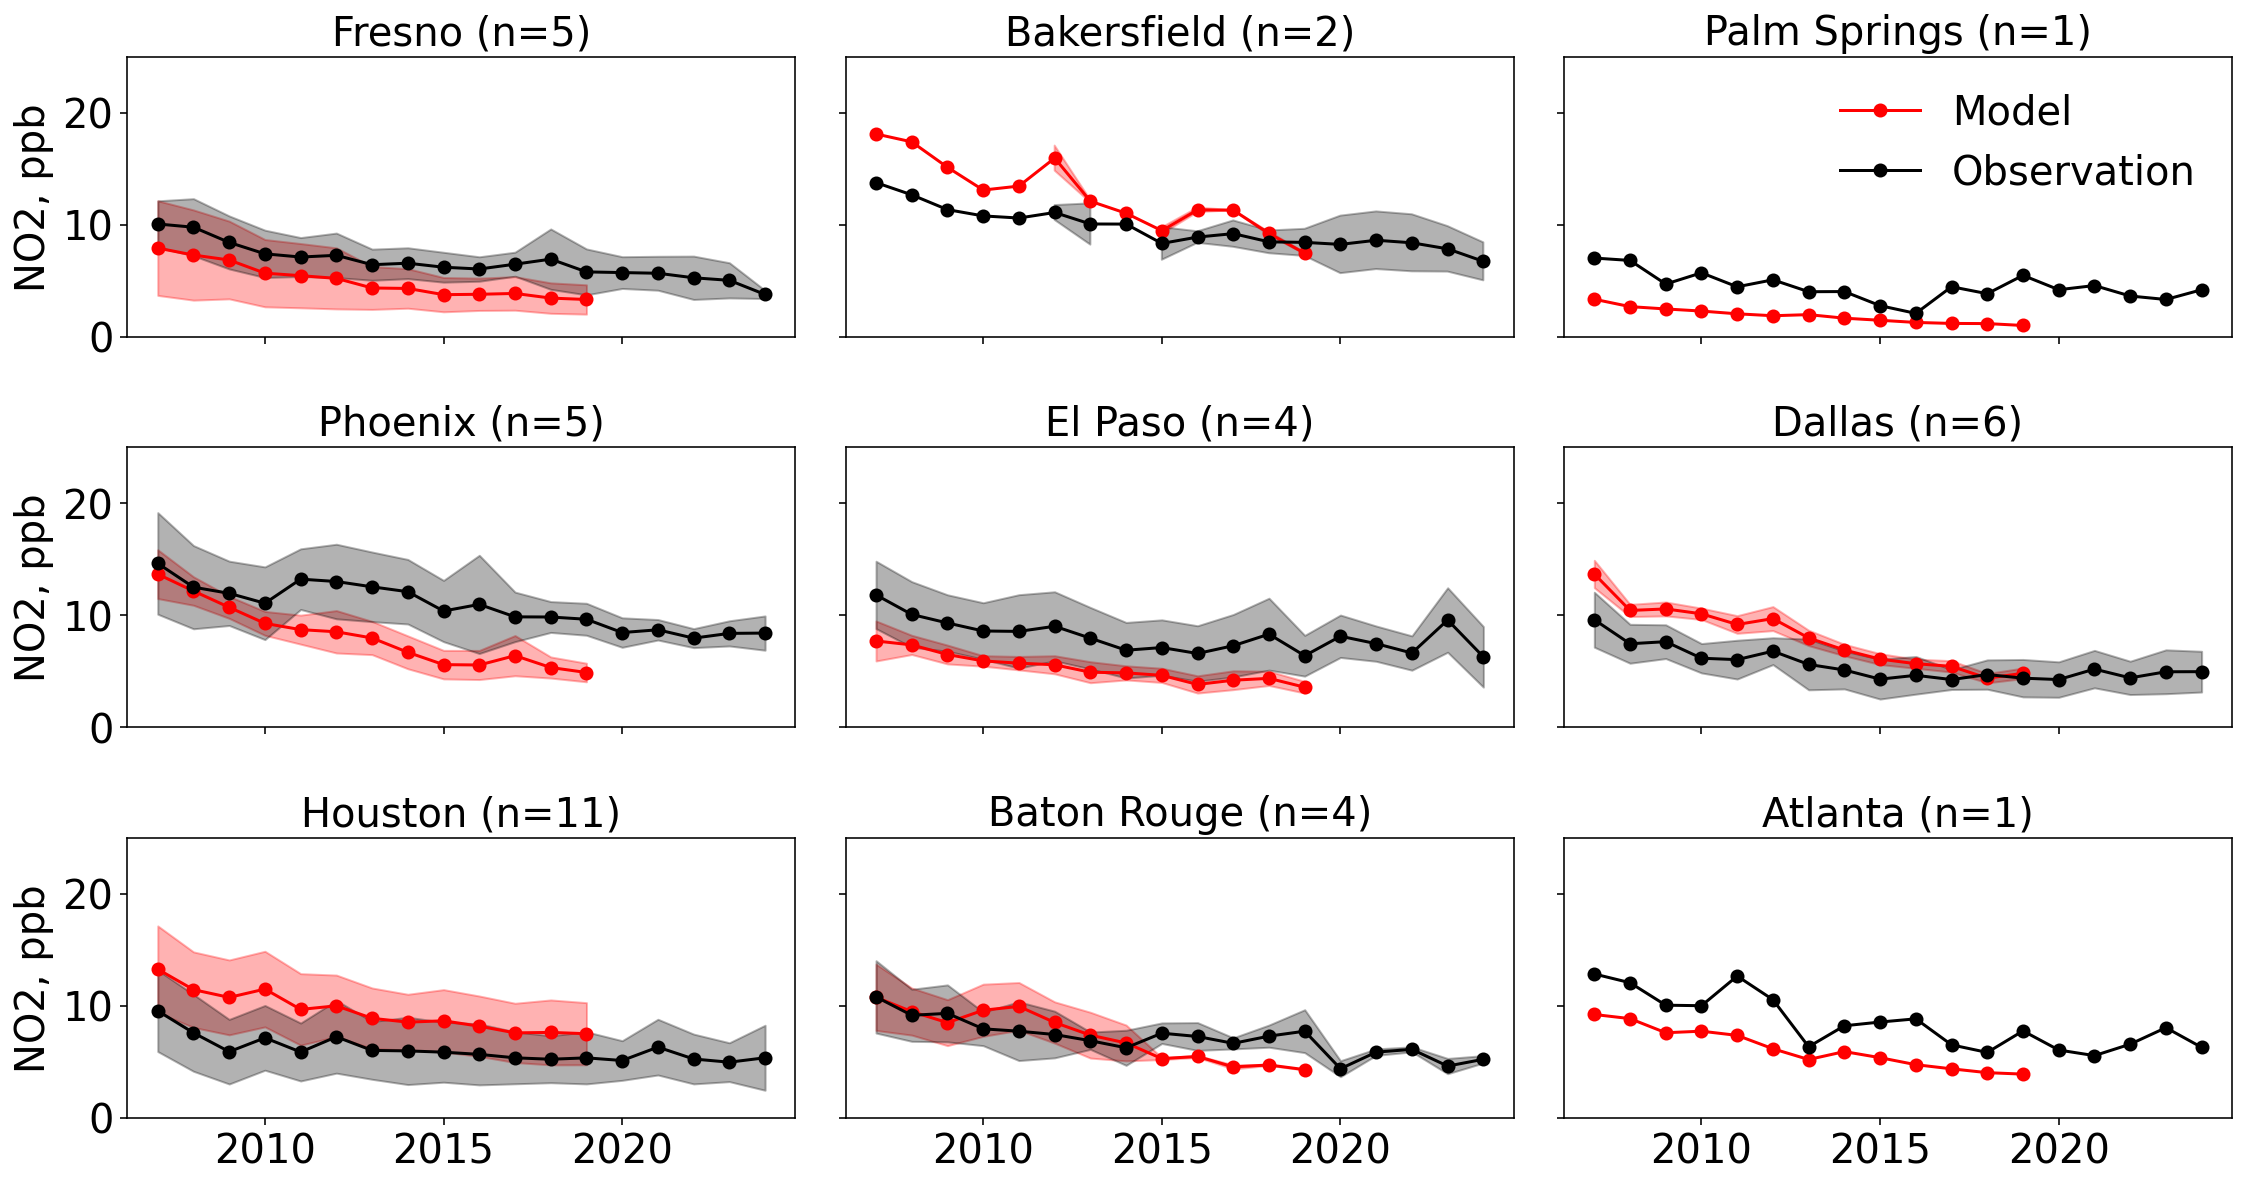 Fresno (n=5)
Bakersfield (n=2)
Palm Springs (n=1)
NO2, ppb
20
10
0
Model
Observation
Phoenix (n=5)
El Paso (n=4)
Dallas (n=6)
NO2, ppb
20
10
0
Houston (n=11)
Baton Rouge (n=4)
Atlanta (n=1)
NO2, ppb
20
10
0
2010 2015 2020
2010 2015 2020
2010 2015 2020